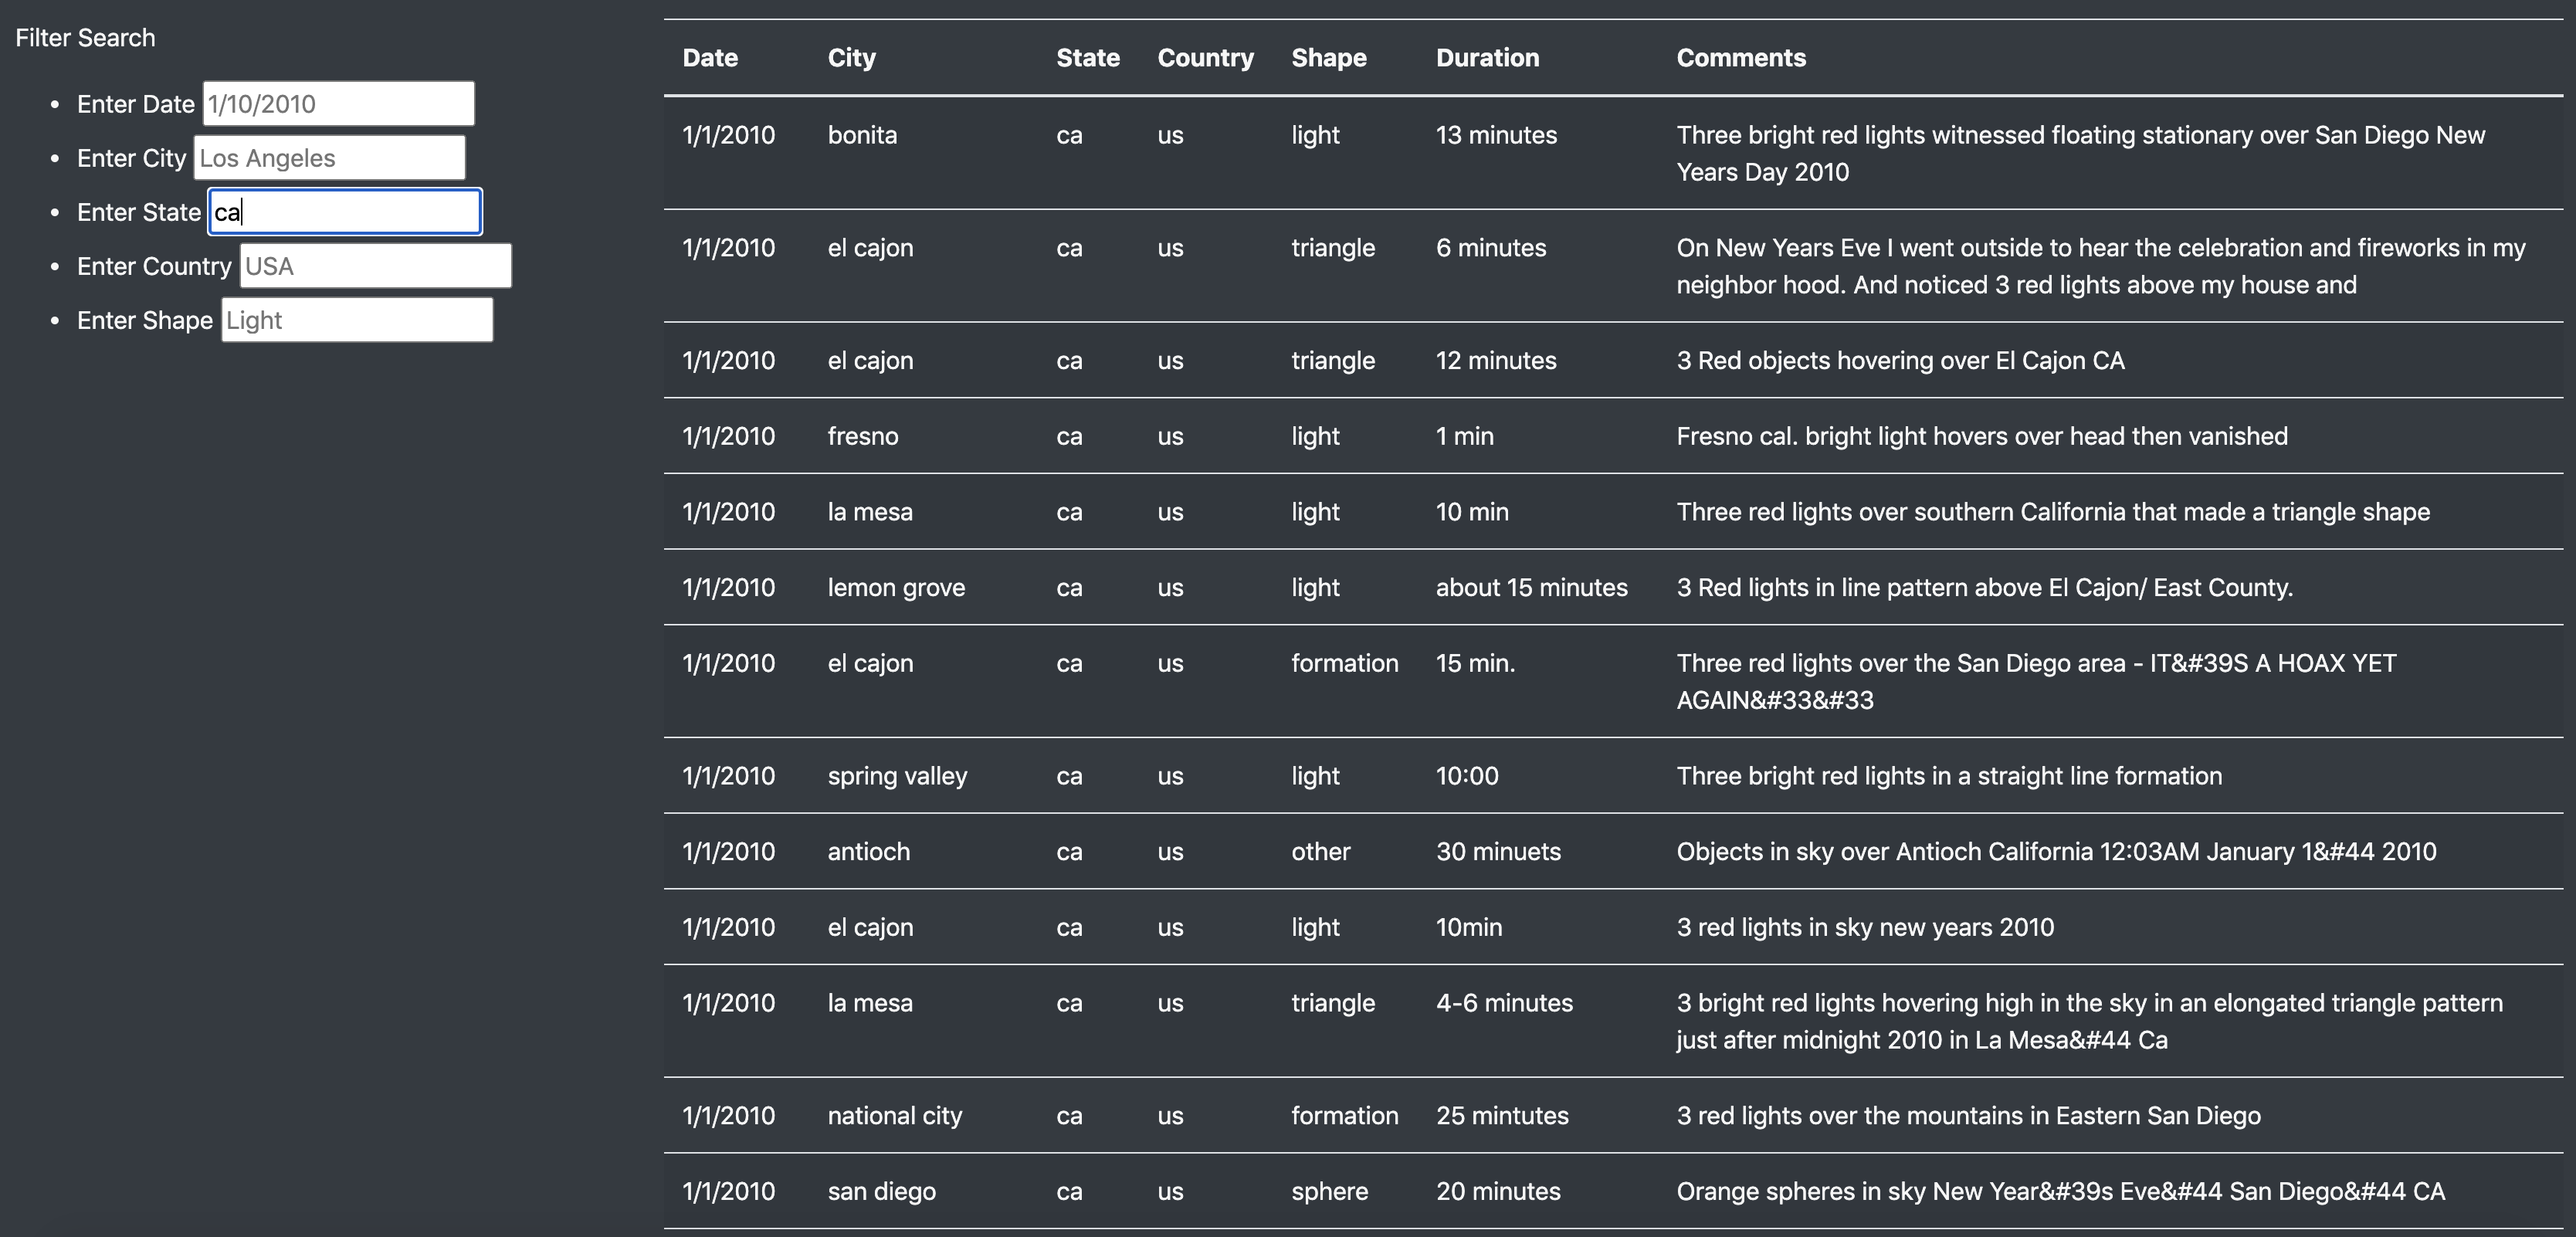 Filter Search
Enter Date 1/10/2010
Enter City Los Angeles
Enter State ca
Enter Country USA
Enter Shape Light
Date City State Country Shape Duration Comments
1/1/2010 bonita ca us light 13 minutes Three bright red lights witnessed floating stationary over San Diego New
Years Day 2010
1/1/2010 el cajon ca us triangle 6 minutes On New Years Eve I went outside to hear the celebration and fireworks in my
neighbor hood. And noticed 3 red lights above my house and
1/1/2010 el cajon ca us triangle 12 minutes 3 Red objects hovering over El Cajon CA
1/1/2010 fresno ca us light 1 min Fresno cal. bright light hovers over head then vanished
1/1/2010 la mesa ca us light 10 min Three red lights over southern California that made a triangle shape
1/1/2010 lemon grove ca us light about 15 minutes 3 Red lights in line pattern above El Cajon/ East County.
1/1/2010 el cajon ca us formation 15 min. Three red lights over the San Diego area - IT&#39S A HOAX YET
AGAIN&#33&#33
1/1/2010 spring valley ca us light 10:00 Three bright red lights in a straight line formation
1/1/2010 antioch ca us other 30 minuets Objects in sky over Antioch California 12:03AM January 1&#44 2010
1/1/2010 el cajon ca us light 10min 3 red lights in sky new years 2010
1/1/2010 la mesa ca us triangle 4-6 minutes 3 bright red lights hovering high in the sky in an elongated triangle pattern
just after midnight 2010 in La Mesa&#44 Ca
1/1/2010 national city ca us formation 25 mintutes 3 red lights over the mountains in Eastern San Diego
1/1/2010 san diego ca us sphere 20 minutes Orange spheres in sky New Year&#39s Eve&#44 San Diego&#44 CA